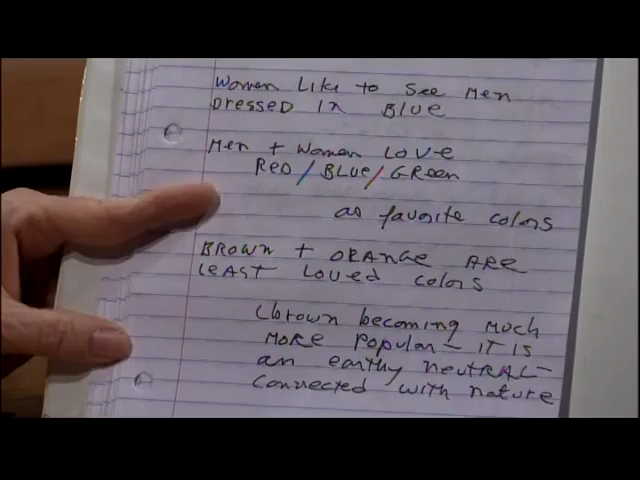 Women Like to See Men
Dressed In Blue
Men + Women Love
Red / Blue / Green
as favorite colors
Brown + Orange Are
Least Loved colors
(brown becoming much
more popular - It is
an earthy neutral -
connected with nature